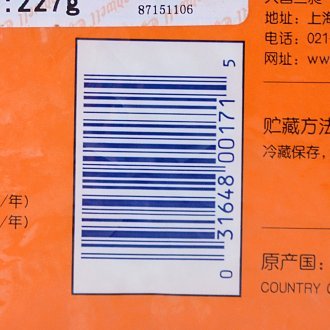 :227g
87151106
地址：上海
电话：021
网址：ww
贮藏方法
冷藏保存，
/年）
/年）
0 31648 00171 5
原产国：
COUNTRY